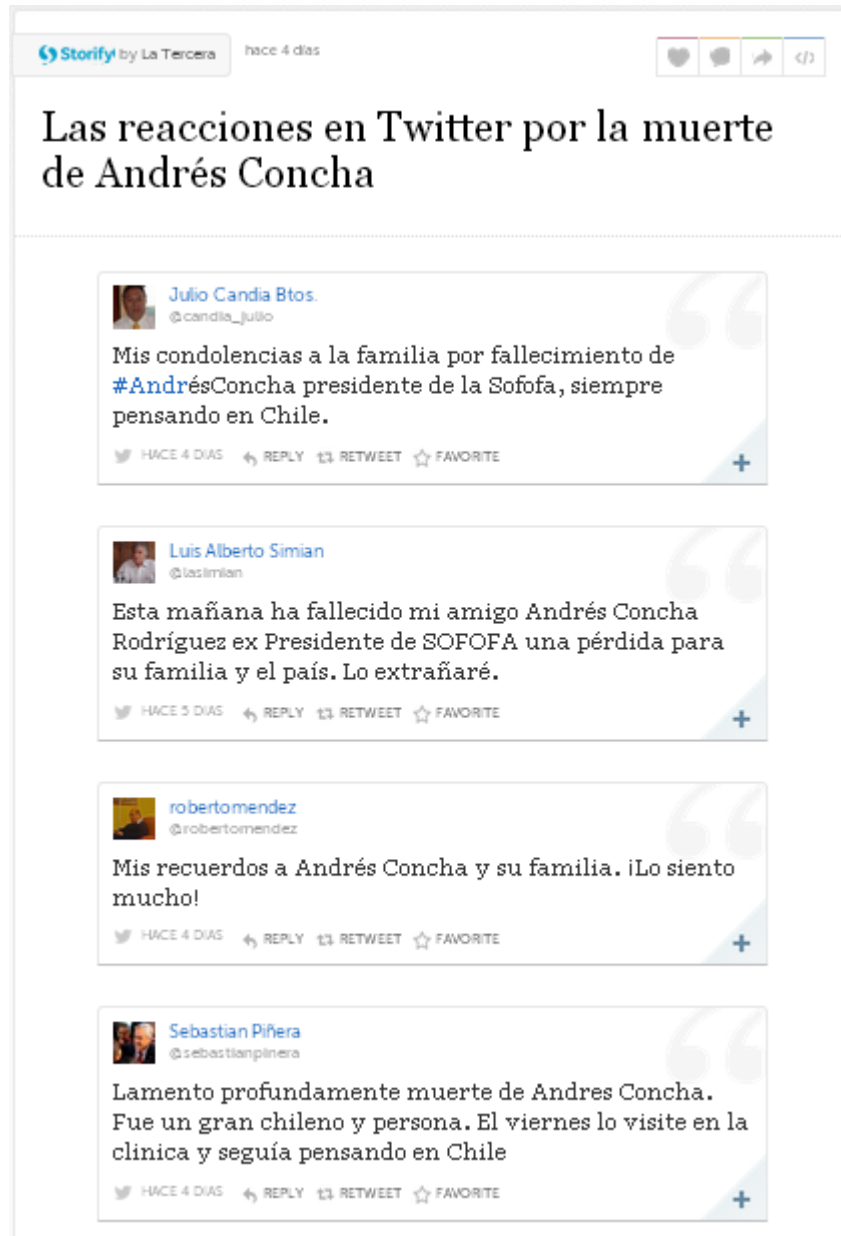 Storify by La Tercera hace 4 días
Las reacciones en Twitter por la muerte
de Andrés Concha
Julio Candia Btos.
@candia_julio
Mis condolencias a la familia por fallecimiento de
#AndrésConcha presidente de la Sofofa, siempre
pensando en Chile.
HACE 4 DIAS REPLY RETWEET FAVORITE
Luis Alberto Simian
@lasimian
Esta mañana ha fallecido mi amigo Andrés Concha
Rodríguez ex Presidente de SOFOFA una pérdida para
su familia y el país. Lo extrañaré.
HACE 5 DIAS REPLY RETWEET FAVORITE
robertomendez
@robertomendez
Mis recuerdos a Andrés Concha y su familia. ¡Lo siento
mucho!
HACE 4 DIAS REPLY RETWEET FAVORITE
Sebastian Piñera
@sebastianpinera
Lamento profundamente muerte de Andres Concha.
Fue un gran chileno y persona. El viernes lo visite en la
clinica y seguía pensando en Chile
HACE 4 DIAS REPLY RETWEET FAVORITE